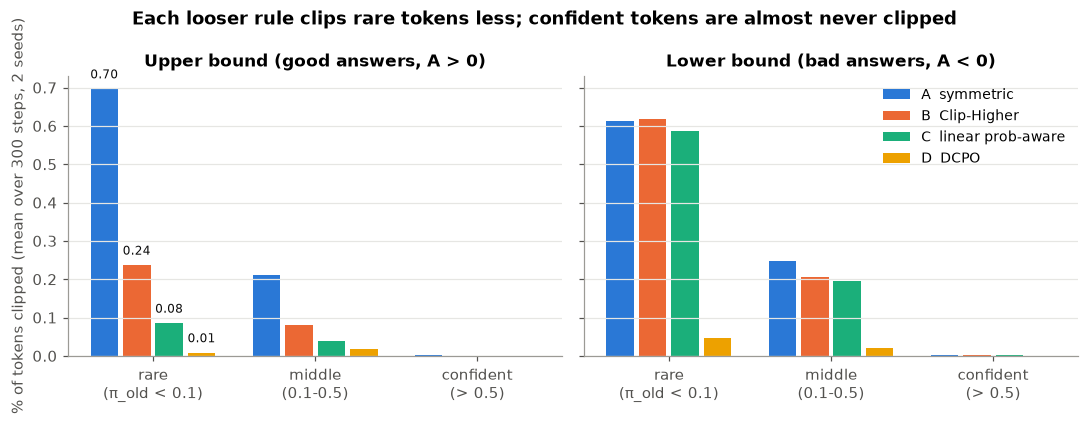 Each looser rule clips rare tokens less; confident tokens are almost never clipped
% of tokens clipped (mean over 300 steps, 2 seeds)
Upper bound (good answers, A > 0)
0.7
0.6
0.5
0.4
0.3
0.2
0.1
0.0
0.70
0.24
0.08
0.01
rare
(π_old < 0.1)
middle
(0.1-0.5)
confident
(> 0.5)
Lower bound (bad answers, A < 0)
A symmetric
B Clip-Higher
C linear prob-aware
D DCPO
rare
(π_old < 0.1)
middle
(0.1-0.5)
confident
(> 0.5)